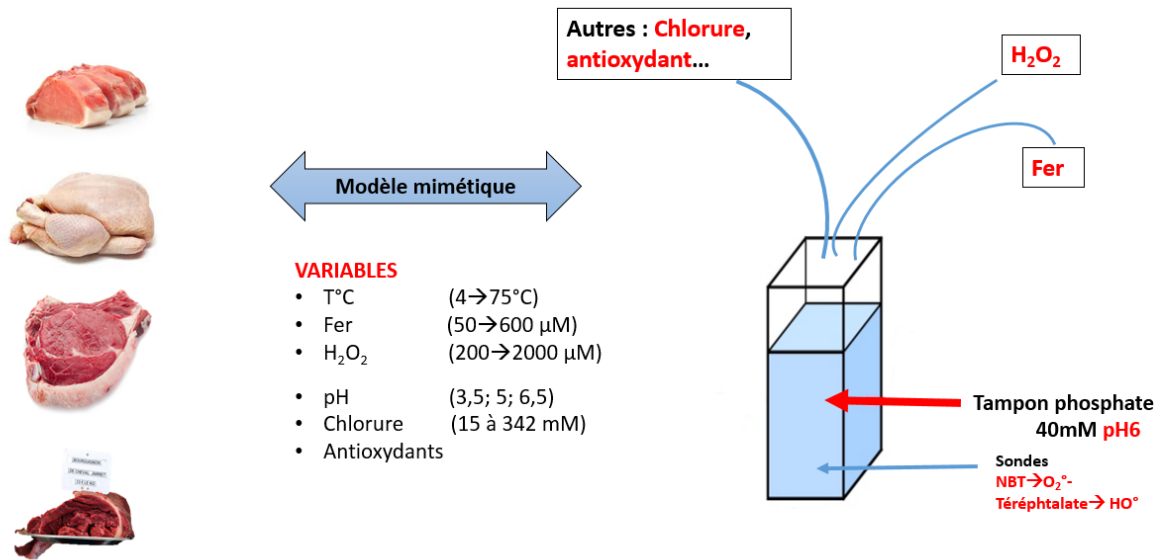 Autres : Chlorure,
antioxydant...
H₂O₂
Fer
Modèle mimétique
VARIABLES
• T°C (4→75°C)
• Fer (50→600 µM)
• H₂O₂ (200→2000 µM)
• pH (3,5; 5; 6,5)
• Chlorure (15 à 342 mM)
• Antioxydants
Tampon phosphate
40mM pH6
Sondes
NBT→O₂°-
Téréphtalate→ HO°